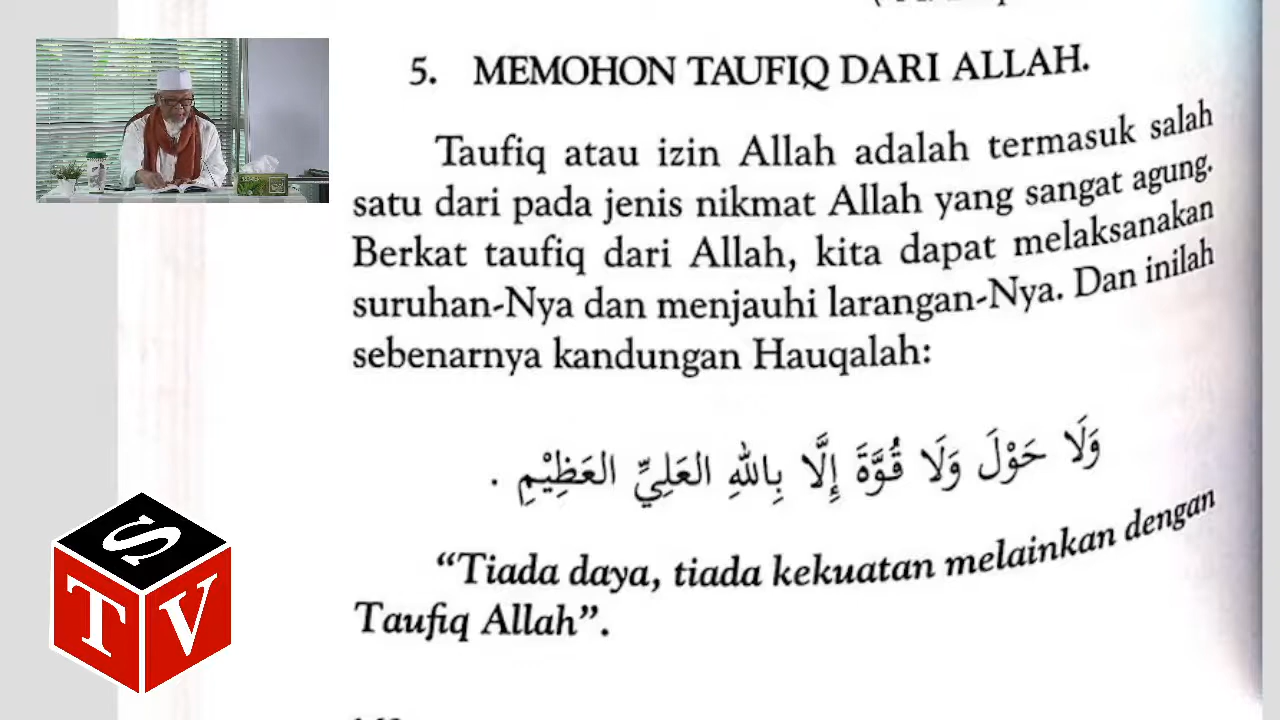 5. MEMOHON TAUFIQ DARI ALLAH.
Taufiq atau izin Allah adalah termasuk salah
satu dari pada jenis nikmat Allah yang sangat agung.
Berkat taufiq dari Allah, kita dapat melaksanakan
suruhan-Nya dan menjauhi larangan-Nya. Dan inilah
sebenarnya kandungan Hauqalah:
وَلَا حَوْلَ وَلَا قُوَّةَ إِلَّا بِاللهِ العَلِيِّ العَظِيْمِ .
“Tiada daya, tiada kekuatan melainkan dengan
Taufiq Allah”.
S
T V